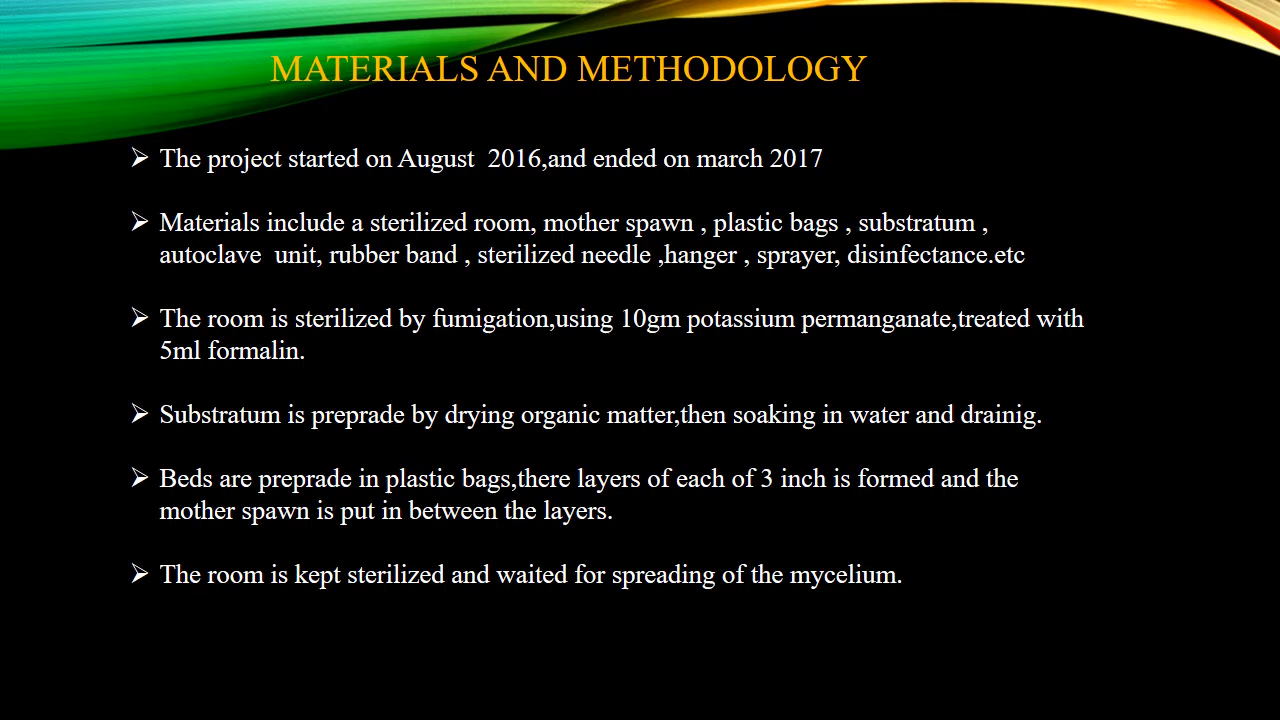 MATERIALS AND METHODOLOGY
➢ The project started on August  2016,and ended on march 2017
➢ Materials include a sterilized room, mother spawn , plastic bags , substratum ,
autoclave  unit, rubber band , sterilized needle ,hanger , sprayer, disinfectance.etc
➢ The room is sterilized by fumigation,using 10gm potassium permanganate,treated with
5ml formalin.
➢ Substratum is preprade by drying organic matter,then soaking in water and drainig.
➢ Beds are preprade in plastic bags,there layers of each of 3 inch is formed and the
mother spawn is put in between the layers.
➢ The room is kept sterilized and waited for spreading of the mycelium.